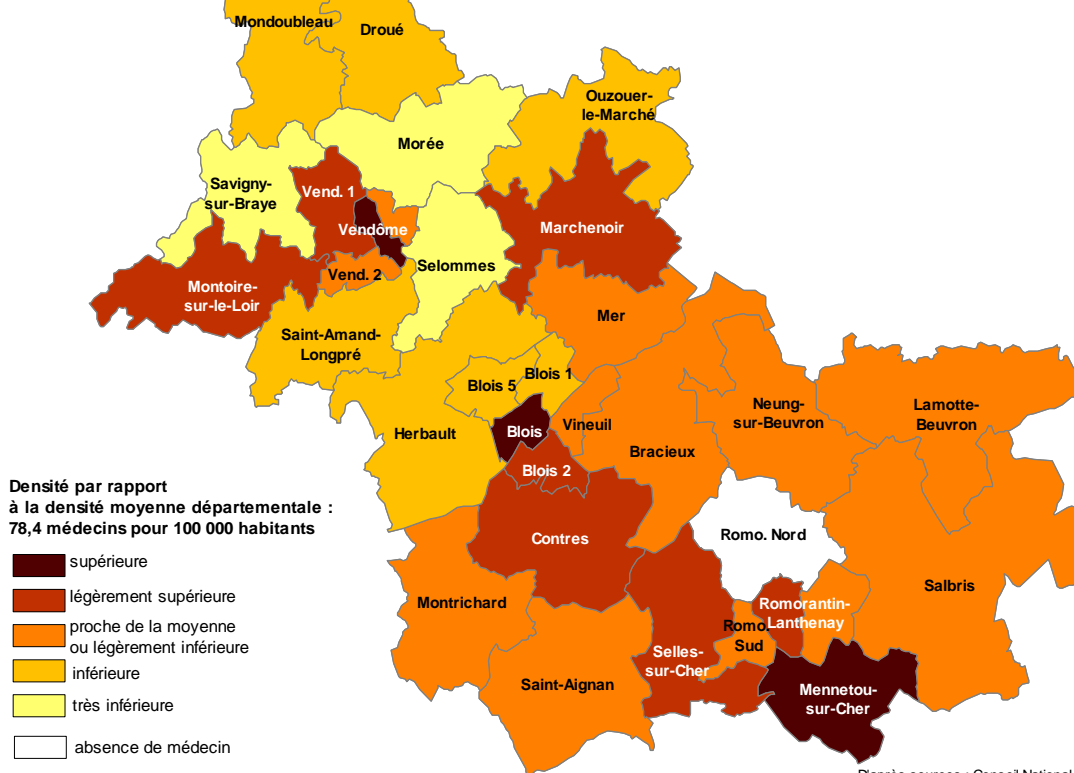 Mondoubleau
Droué
Ouzouer-
le-Marché
Morée
Savigny-
sur-Braye
Vend. 1
Vendôme
Marchenoir
Selommes
Vend. 2
Montoire-
sur-le-Loir
Mer
Saint-Amand-
Longpré
Blois 1
Blois 5
Neung-
sur-Beuvron
Lamotte-
Beuvron
Herbault
Blois
Vineuil
Bracieux
Blois 2
Densité par rapport
à la densité moyenne départementale :
78,4 médecins pour 100 000 habitants
supérieure
légèrement supérieure
proche de la moyenne
ou légèrement inférieure
inférieure
très inférieure
absence de médecin
Contres
Romo. Nord
Salbris
Montrichard
Romorantin-
Lanthenay
Romo.
Sud
Selles-
sur-Cher
Saint-Aignan
Mennetou-
sur-Cher
D'après sources : Conseil National